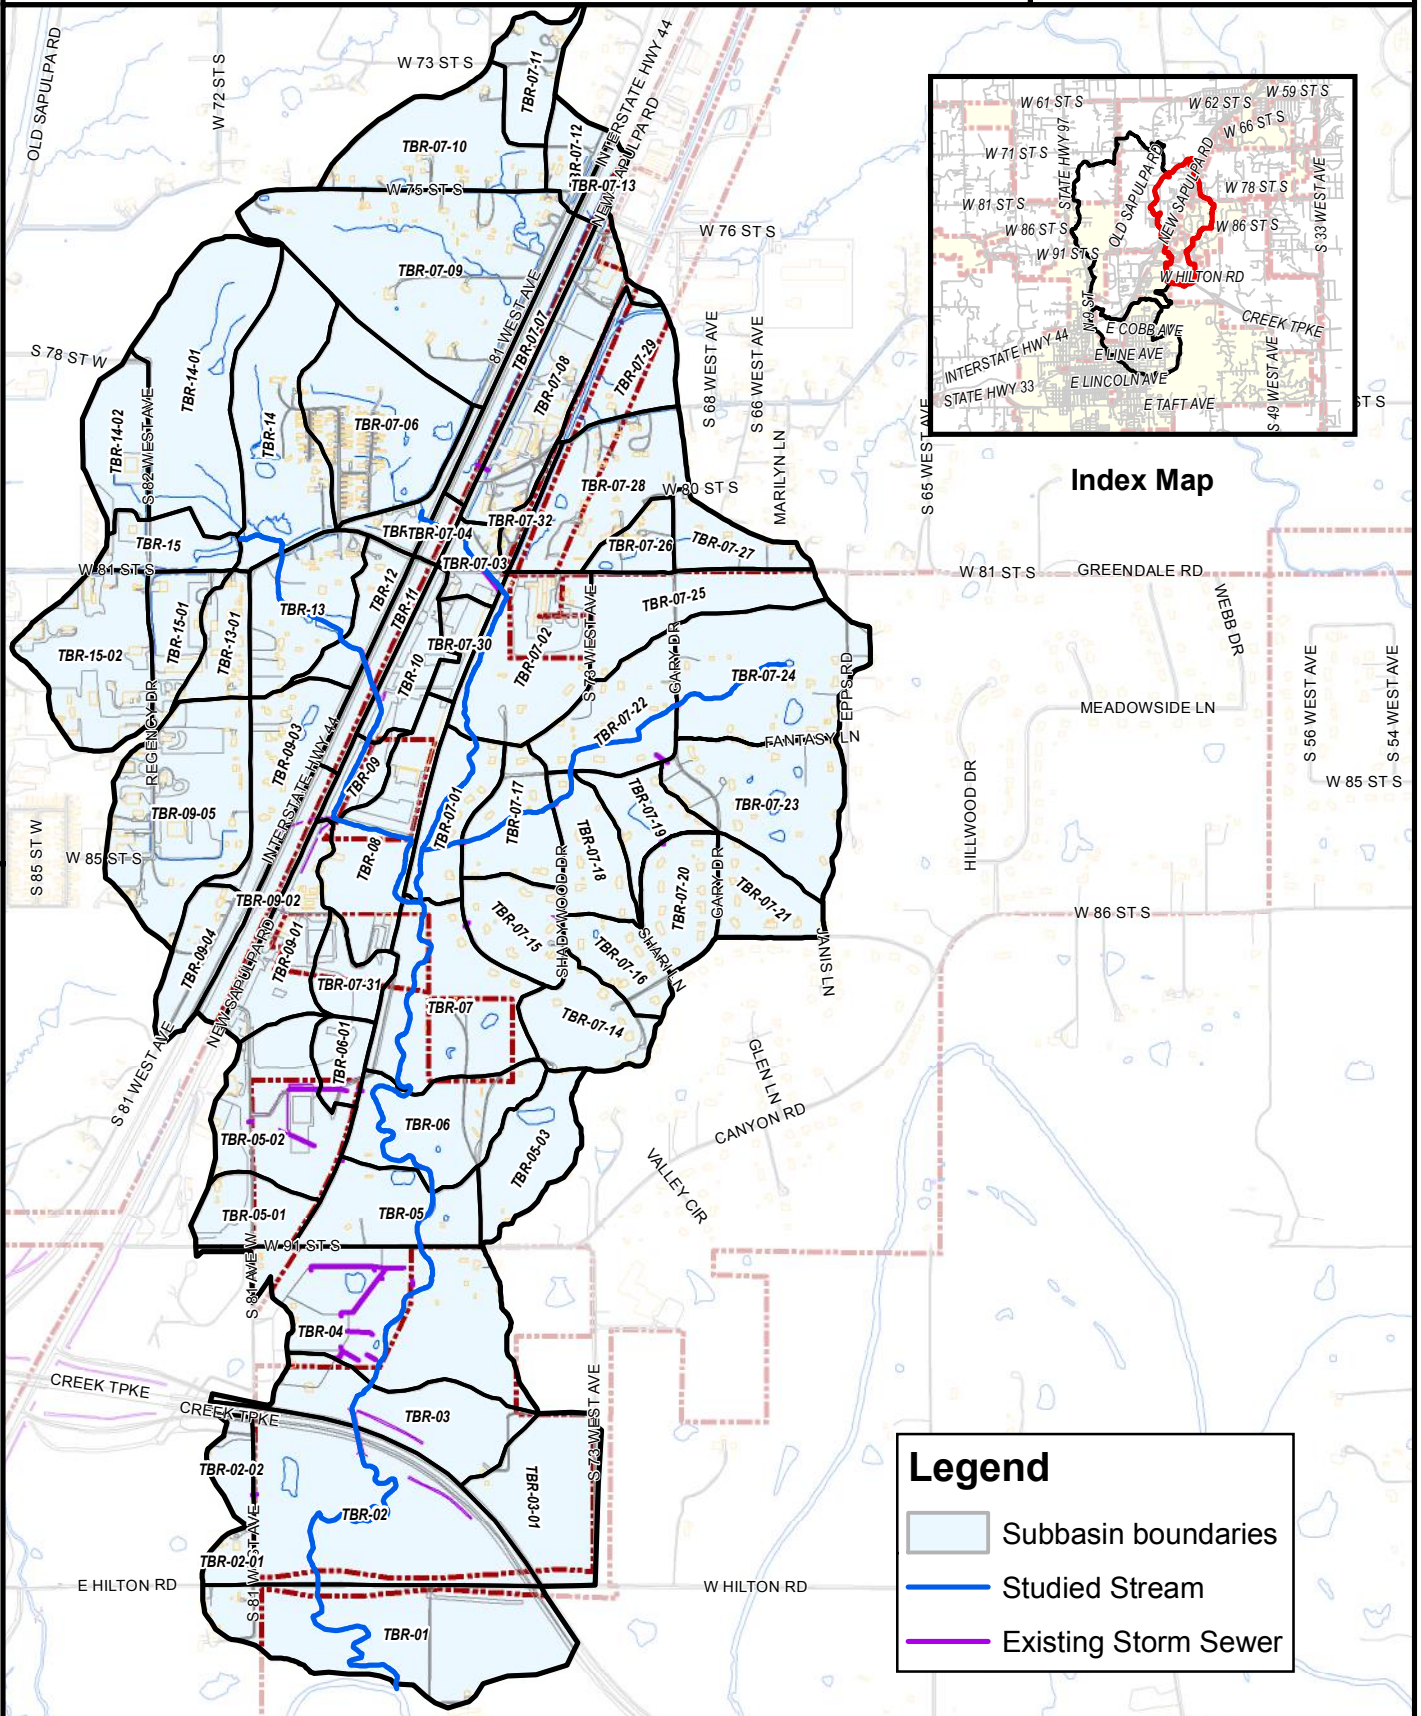 OLD SAPULPA RD
W 72 ST S
W 73 ST S
TBR-07-11
INTERSTATE HWY 44
NEW SAPULPA RD
TBR-07-10
TBR-07-12
W 75 ST S
TBR-07-13
W 76 ST S
TBR-07-09
81 WEST AVE
TBR-07-07
TBR-07-08
TBR-07-29
S 68 WEST AVE
S 66 WEST AVE
S 78 ST W
TBR-14-01
TBR-14-02
S 82 WEST AVE
TBR-14
TBR-07-06
MARILYN LN
S 65 WEST AVE
ST S
TBR-07-28
W 80 ST S
TBR-07-32
TBR-07-04
TBR-15
TBR-07-26
TBR-07-27
TBR-07-03
W 81 ST S
W 81 ST S
GREENDALE RD
TBR-12
TBR-11
TBR-13
TBR-07-25
WEBB DR
TBR-15-01
TBR-13-01
TBR-07-30
TBR-07-02
S 73 WEST AVE
GARY DR
TBR-15-02
TBR-10
TBR-07-24
EPPS RD
S 56 WEST AVE
S 54 WEST AVE
REGENCY DR
TBR-07-22
MEADOWSIDE LN
TBR-09-03
FANTASY LN
INTERSTATE HWY 44
TBR-09
TBR-07-01
TBR-07-17
TBR-07-19
TBR-07-23
HILLWOOD DR
W 85 ST S
TBR-09-05
S 85 ST W
W 85 ST S
TBR-08
TBR-07-18
SHADYWOOD DR
TBR-07-20
GARY DR
TBR-07-21
TBR-09-02
W 86 ST S
TBR-09-04
NEW SAPULPA RD
TBR-09-01
TBR-07-15
TBR-07-16
SHARI LN
JANIS LN
TBR-07-31
TBR-07
TBR-07-14
S 81 WEST AVE
TBR-06-01
GLEN LN
TBR-05-02
TBR-06
TBR-05-03
CANYON RD
VALLEY CIR
TBR-05-01
TBR-05
W 91 ST S
S 81 AVE W
TBR-04
CREEK TPKE
CREEK TPKE
TBR-03
S 73 WEST AVE
TBR-02-02
TBR-03-01
TBR-02
S 81 WEST AVE
TBR-02-01
E HILTON RD
W HILTON RD
TBR-01
W 59 ST S
W 61 ST S
W 62 ST S
STATE HWY 97
W 66 ST S
W 71 ST S
OLD SAPULPA RD
NEW SAPULPA RD
W 78 ST S
S 33 WEST AVE
W 81 ST S
W 86 ST S
W 86 ST S
W 91 ST S
W HILTON RD
N 9 ST
CREEK TPKE
E COBB AVE
INTERSTATE HWY 44
E LINE AVE
S 49 WEST AVE
E LINCOLN AVE
STATE HWY 33
E TAFT AVE
Index Map
Legend
Subbasin boundaries
Studied Stream
Existing Storm Sewer